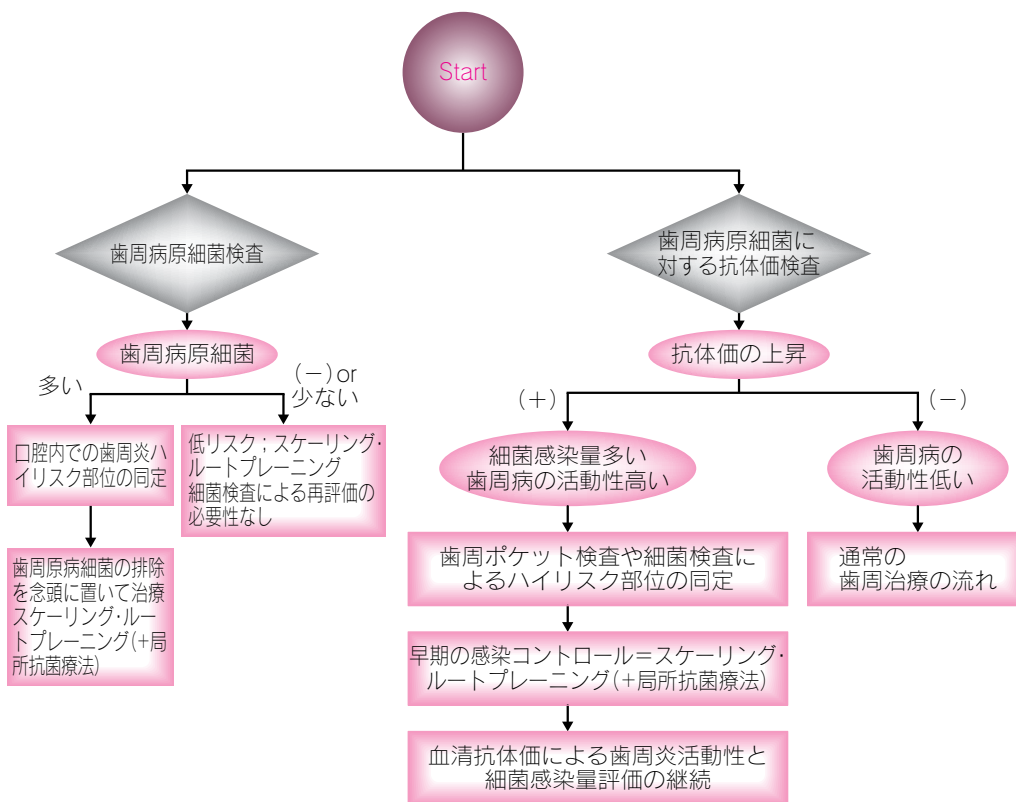 Start
歯周病原細菌検査
歯周病原細菌
多い
(−)or
少ない
口腔内での歯周炎ハ
イリスク部位の同定
低リスク；スケーリング・
ルートプレーニング
細菌検査による再評価の
必要性なし
歯周原病細菌の排除
を念頭に置いて治療
スケーリング・ルー
トプレーニング(+局
所抗菌療法)
歯周病原細菌に
対する抗体価検査
抗体価の上昇
(+)
(−)
細菌感染量多い
歯周病の活動性高い
歯周病の
活動性低い
歯周ポケット検査や細菌検査に
よるハイリスク部位の同定
通常の
歯周治療の流れ
早期の感染コントロール＝スケーリング・
ルートプレーニング(+局所抗菌療法)
血清抗体価による歯周炎活動性と
細菌感染量評価の継続